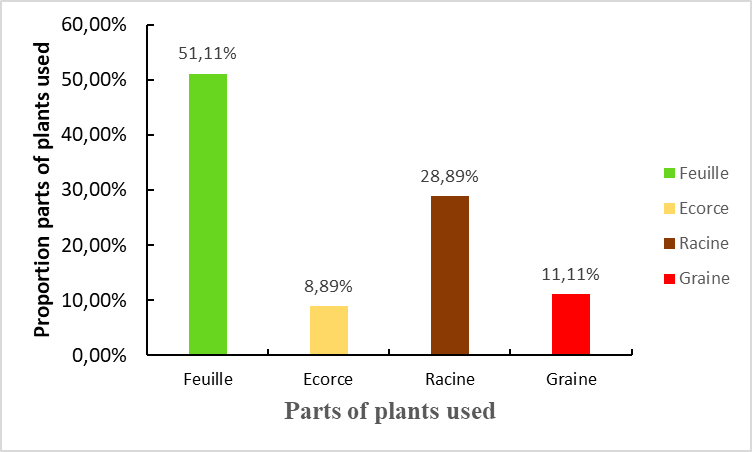 Proportion parts of plants used
60,00%
50,00%
40,00%
30,00%
20,00%
10,00%
0,00%
51,11%
8,89%
28,89%
11,11%
Feuille
Ecorce
Racine
Graine
Parts of plants used
Feuille
Ecorce
Racine
Graine